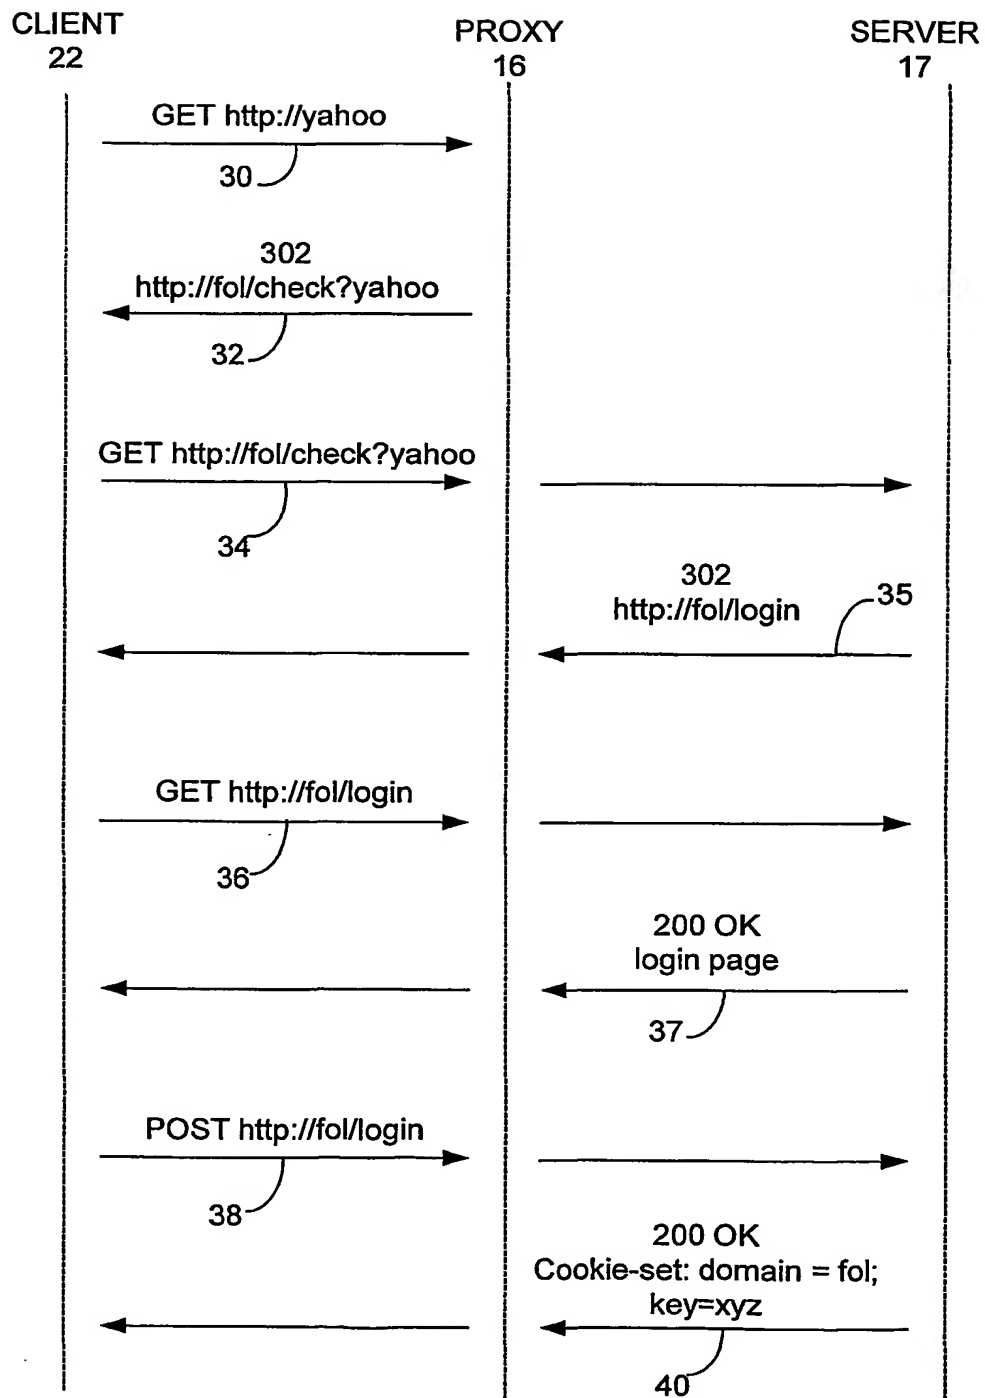 CLIENT
22
PROXY
16
SERVER
17
GET http://yahoo
30
302
http://fol/check?yahoo
32
GET http://fol/check?yahoo
34
302
http://fol/login
35
GET http://fol/login
36
200 OK
login page
37
POST http://fol/login
38
200 OK
Cookie-set: domain = fol;
key=xyz
40